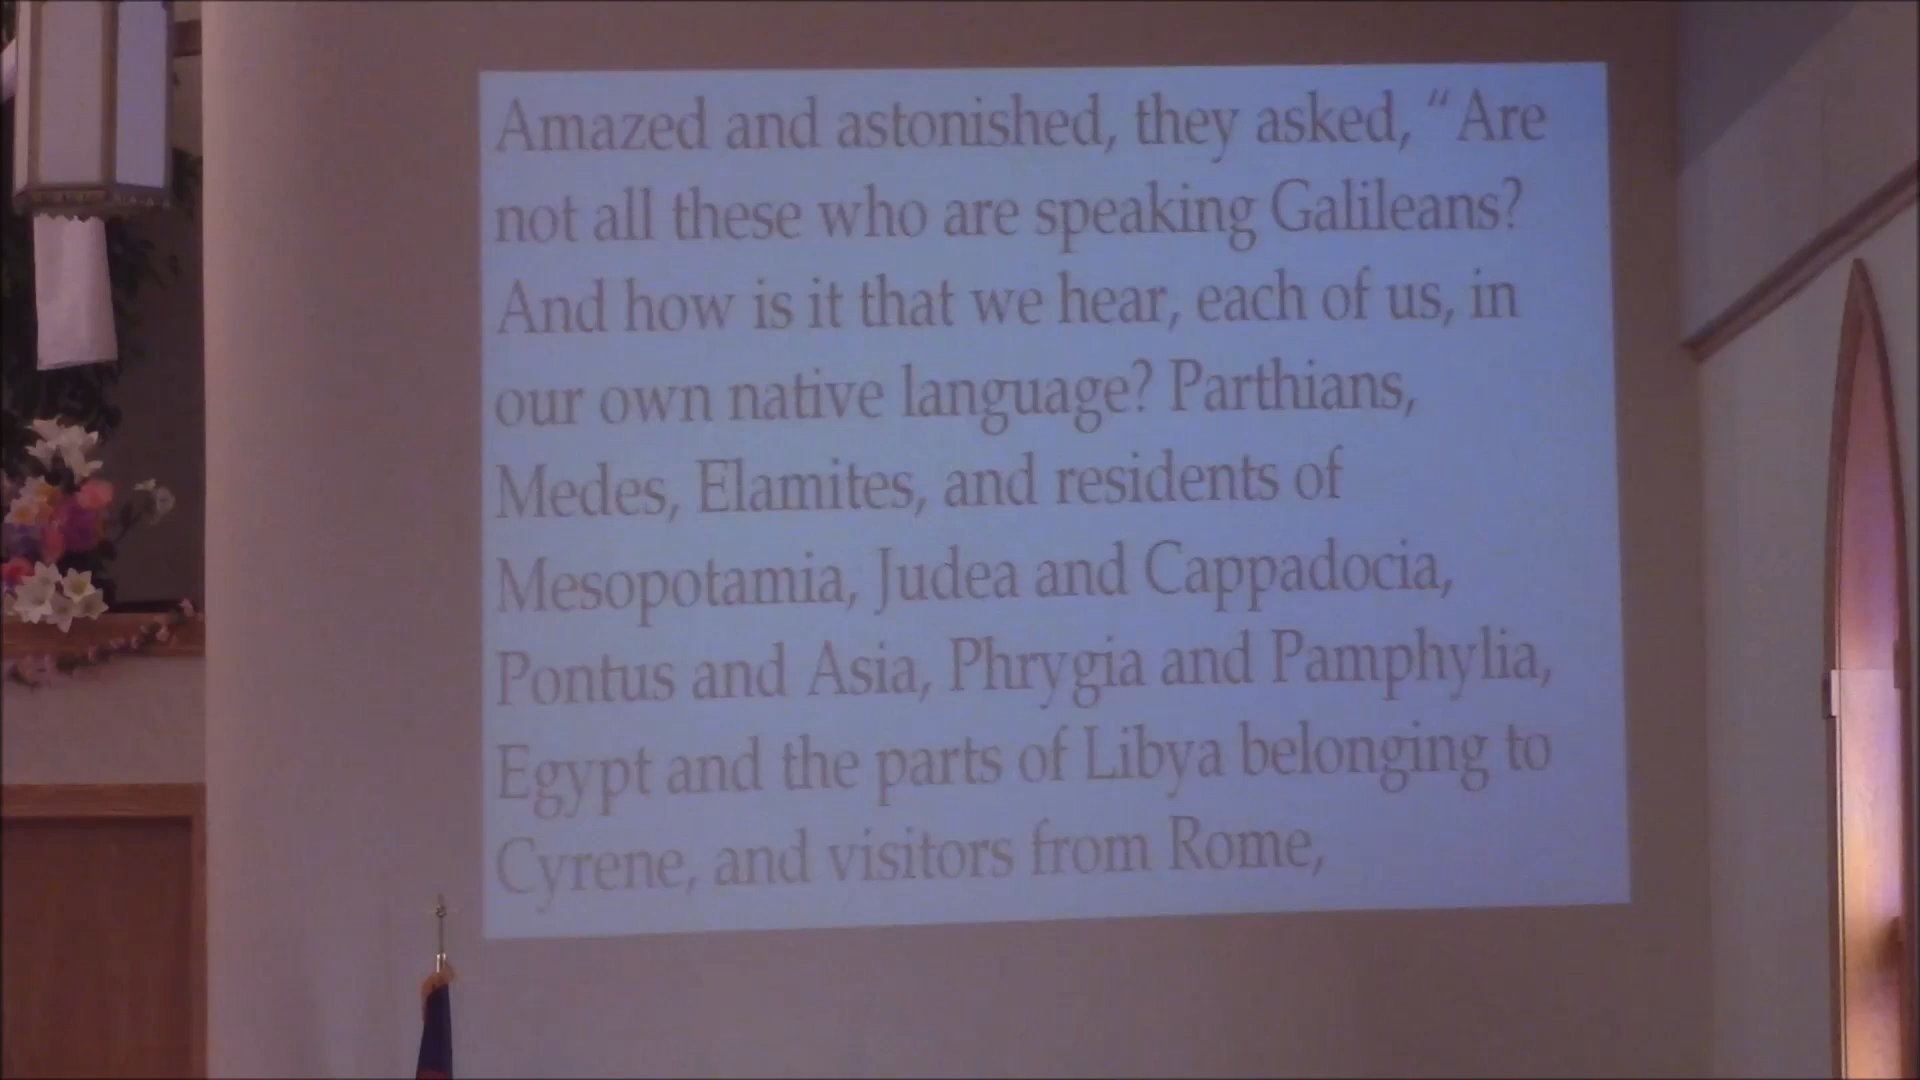 Amazed and astonished, they asked, “Are
not all these who are speaking Galileans?
And how is it that we hear, each of us, in
our own native language? Parthians,
Medes, Elamites, and residents of
Mesopotamia, Judea and Cappadocia,
Pontus and Asia, Phrygia and Pamphylia,
Egypt and the parts of Libya belonging to
Cyrene, and visitors from Rome,